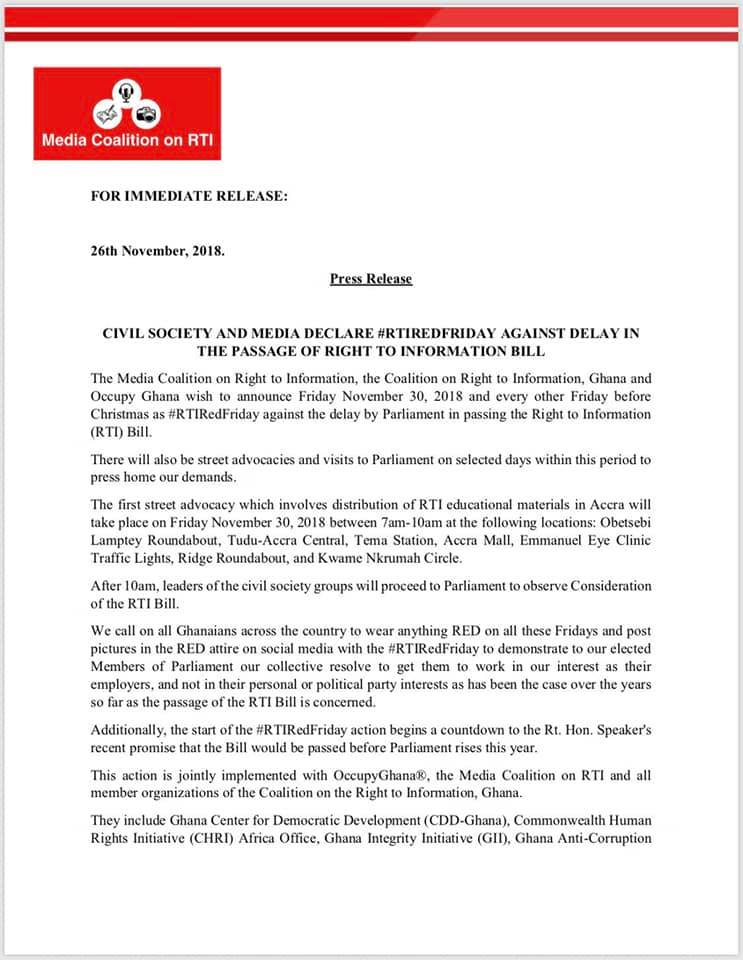 Media Coalition on RTI
FOR IMMEDIATE RELEASE:
26th November, 2018.
Press Release
CIVIL SOCIETY AND MEDIA DECLARE #RTIREDFRIDAY AGAINST DELAY IN
THE PASSAGE OF RIGHT TO INFORMATION BILL
The Media Coalition on Right to Information, the Coalition on Right to Information, Ghana and
Occupy Ghana wish to announce Friday November 30, 2018 and every other Friday before
Christmas as #RTIRedFriday against the delay by Parliament in passing the Right to Information
(RTI) Bill.
There will also be street advocacies and visits to Parliament on selected days within this period to
press home our demands.
The first street advocacy which involves distribution of RTI educational materials in Accra will
take place on Friday November 30, 2018 between 7am-10am at the following locations: Obetsebi
Lamptey Roundabout, Tudu-Accra Central, Tema Station, Accra Mall, Emmanuel Eye Clinic
Traffic Lights, Ridge Roundabout, and Kwame Nkrumah Circle.
After 10am, leaders of the civil society groups will proceed to Parliament to observe Consideration
of the RTI Bill.
We call on all Ghanaians across the country to wear anything RED on all these Fridays and post
pictures in the RED attire on social media with the #RTIRedFriday to demonstrate to our elected
Members of Parliament our collective resolve to get them to work in our interest as their
employers, and not in their personal or political party interests as has been the case over the years
so far as the passage of the RTI Bill is concerned.
Additionally, the start of the #RTIRedFriday action begins a countdown to the Rt. Hon. Speaker's
recent promise that the Bill would be passed before Parliament rises this year.
This action is jointly implemented with OccupyGhana®, the Media Coalition on RTI and all
member organizations of the Coalition on the Right to Information, Ghana.
They include Ghana Center for Democratic Development (CDD-Ghana), Commonwealth Human
Rights Initiative (CHRI) Africa Office, Ghana Integrity Initiative (GII), Ghana Anti-Corruption